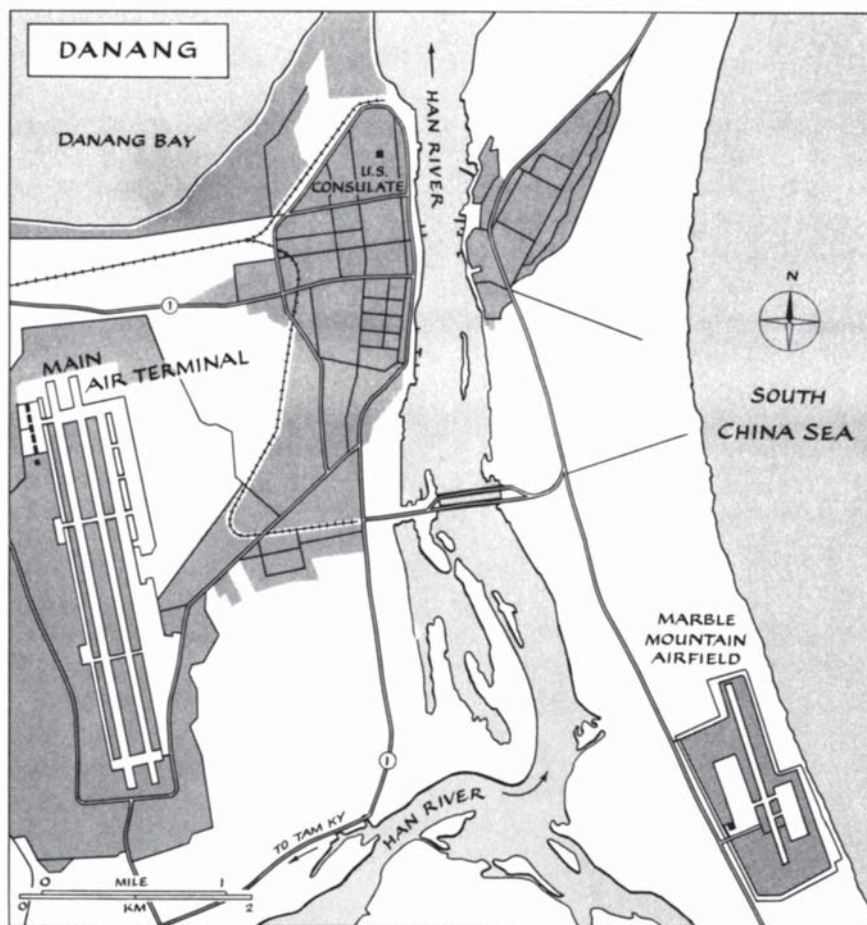 DANANG
DANANG BAY
HAN RIVER
U.S.
CONSULATE
1
MAIN
AIR TERMINAL
N
SOUTH
CHINA SEA
MARBLE
MOUNTAIN
AIRFIELD
1
TO TAM KY
HAN RIVER
0 MILE 1
0 KM 2